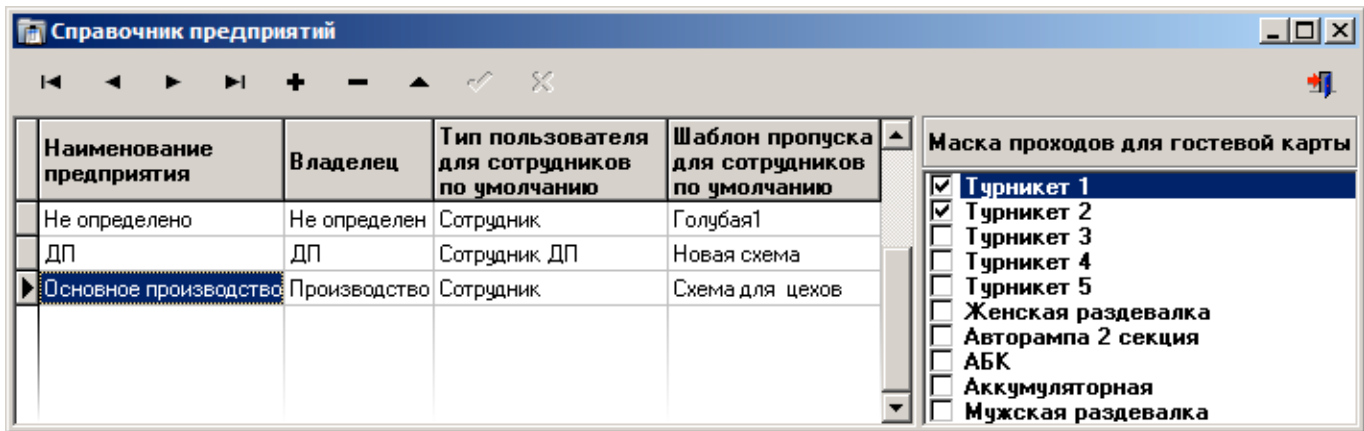 Справочник предприятий
Наименование предприятия
Владелец
Тип пользователя для сотрудников по умолчанию
Шаблон пропуска для сотрудников по умолчанию
Не определено Не определен Сотрудник Голубая1
ДП ДП Сотрудник ДП Новая схема
Основное производство Производство Сотрудник Схема для цехов
Маска проходов для гостевой карты
Турникет 1
Турникет 2
Турникет 3
Турникет 4
Турникет 5
Женская раздевалка
Авторампа 2 секция
АБК
Аккумуляторная
Мужская раздевалка